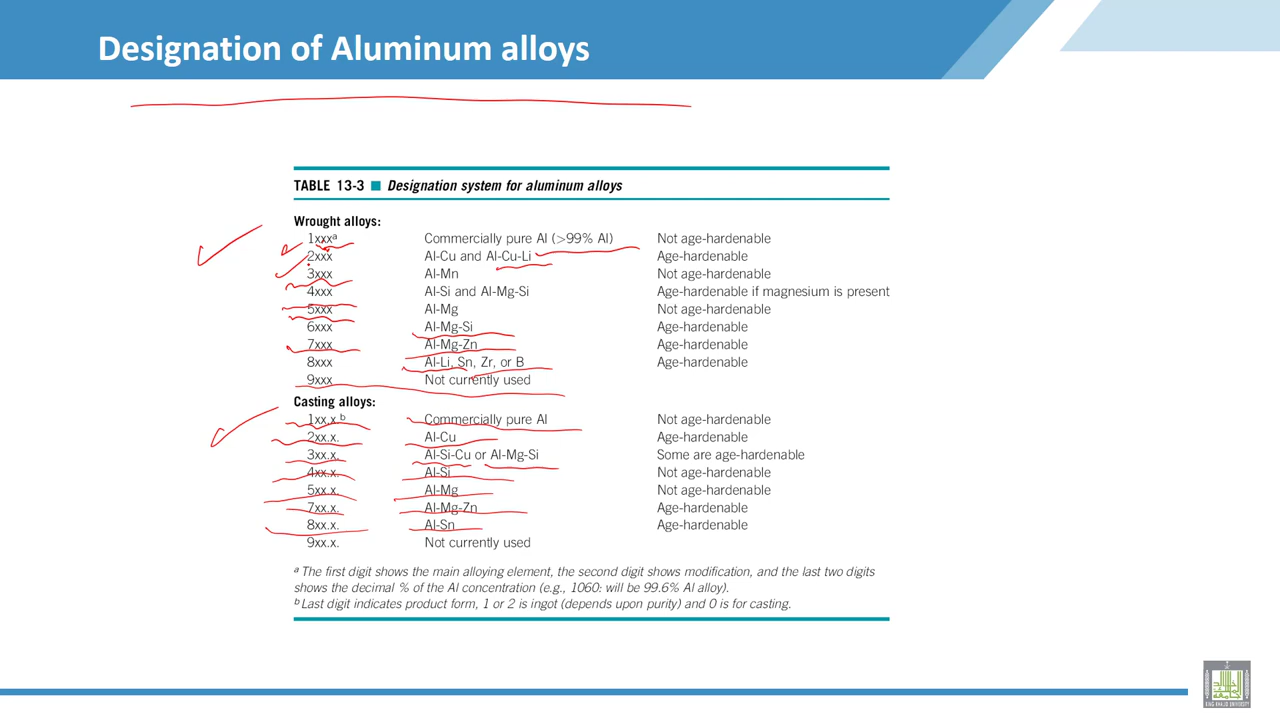 Designation of Aluminum alloys
TABLE 13-3 ■ Designation system for aluminum alloys
Wrought alloys:
1xxxᵃ Commercially pure Al (>99% Al) Not age-hardenable
2xxx Al-Cu and Al-Cu-Li Age-hardenable
3xxx Al-Mn Not age-hardenable
4xxx Al-Si and Al-Mg-Si Age-hardenable if magnesium is present
5xxx Al-Mg Not age-hardenable
6xxx Al-Mg-Si Age-hardenable
7xxx Al-Mg-Zn Age-hardenable
8xxx Al-Li, Sn, Zr, or B Age-hardenable
9xxx Not currently used
Casting alloys:
1xx.x.ᵇ Commercially pure Al Not age-hardenable
2xx.x. Al-Cu Age-hardenable
3xx.x. Al-Si-Cu or Al-Mg-Si Some are age-hardenable
4xx.x. Al-Si Not age-hardenable
5xx.x. Al-Mg Not age-hardenable
7xx.x. Al-Mg-Zn Age-hardenable
8xx.x. Al-Sn Age-hardenable
9xx.x. Not currently used
ᵃ The first digit shows the main alloying element, the second digit shows modification, and the last two digits
shows the decimal % of the Al concentration (e.g., 1060: will be 99.6% Al alloy).
ᵇ Last digit indicates product form, 1 or 2 is ingot (depends upon purity) and 0 is for casting.
KING KHALID UNIVERSITY